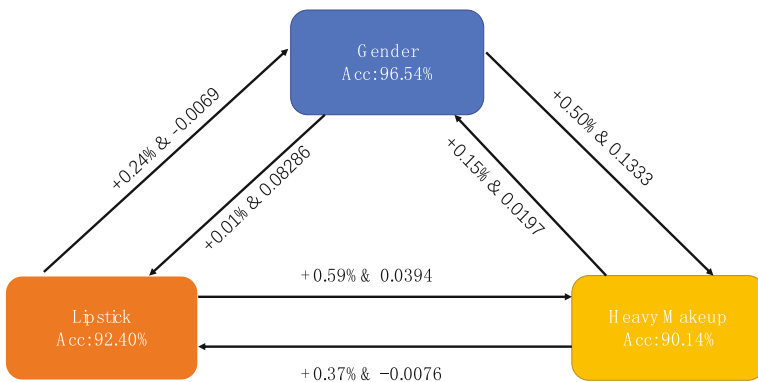 Gender
Acc:96.54%
+0.24% & -0.0069
+0.01% & 0.08286
+0.15% & 0.0197
+0.50% & 0.1333
+0.59% & 0.0394
Lipstick
Acc:92.40%
Heavy Makeup
Acc:90.14%
+0.37% & −0.0076